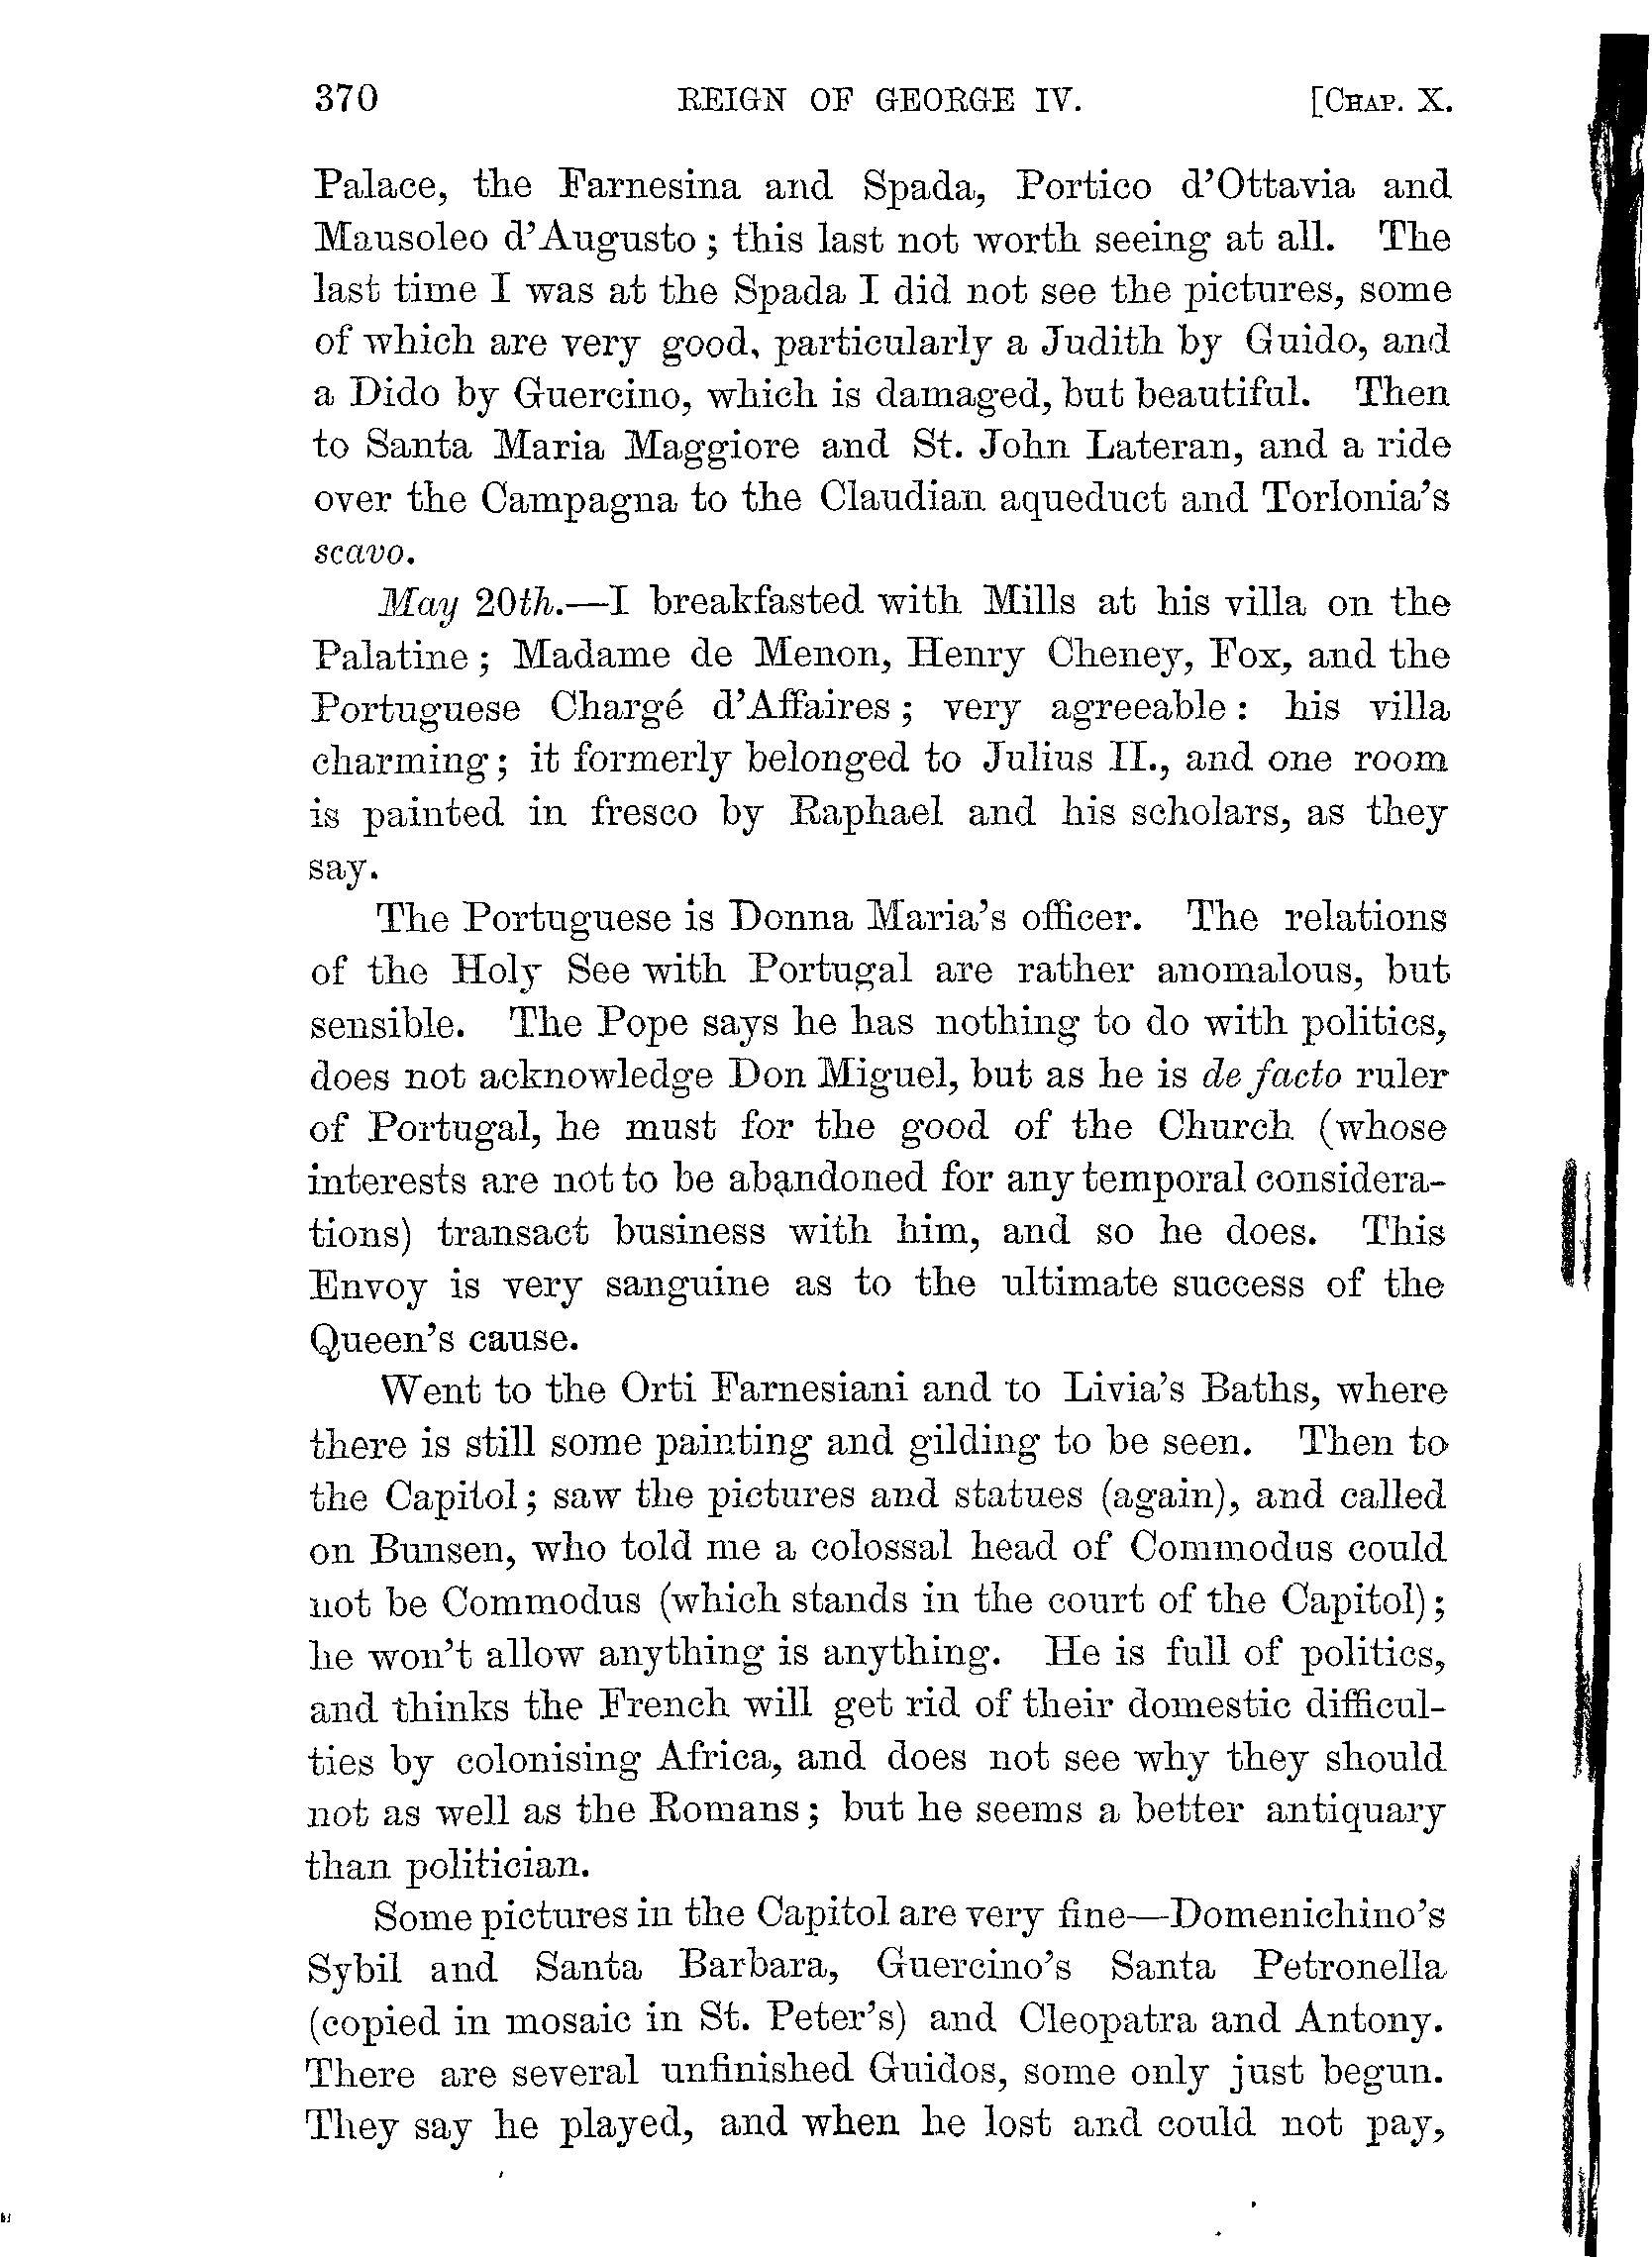 370 REIGN OF GEORGE IV. [CHAP. X.
Palace, the Farnesina and Spada, Portico d'Ottavia and
Mausoleo d'Augusto; this last not worth seeing at all. The
last time I was at the Spada I did not see the pictures, some
of which are very good, particularly a Judith by Guido, and
a Dido by Guercino, which is damaged, but beautiful. Then
to Santa Maria Maggiore and St. John Lateran, and a ride
over the Campagna to the Claudian aqueduct and Torlonia's
scavo.
May 20th.—I breakfasted with Mills at his villa on the
Palatine; Madame de Menon, Henry Cheney, Fox, and the
Portuguese Chargé d'Affaires; very agreeable: his villa
charming; it formerly belonged to Julius II., and one room
is painted in fresco by Raphael and his scholars, as they
say.
The Portuguese is Donna Maria's officer. The relations
of the Holy See with Portugal are rather anomalous, but
sensible. The Pope says he has nothing to do with politics,
does not acknowledge Don Miguel, but as he is de facto ruler
of Portugal, he must for the good of the Church (whose
interests are not to be abandoned for any temporal considera-
tions) transact business with him, and so he does. This
Envoy is very sanguine as to the ultimate success of the
Queen's cause.
Went to the Orti Farnesiani and to Livia's Baths, where
there is still some painting and gilding to be seen. Then to
the Capitol; saw the pictures and statues (again), and called
on Bunsen, who told me a colossal head of Commodus could
not be Commodus (which stands in the court of the Capitol);
he won't allow anything is anything. He is full of politics,
and thinks the French will get rid of their domestic difficul-
ties by colonising Africa, and does not see why they should
not as well as the Romans; but he seems a better antiquary
than politician.
Some pictures in the Capitol are very fine—Domenichino's
Sybil and Santa Barbara, Guercino's Santa Petronella
(copied in mosaic in St. Peter's) and Cleopatra and Antony.
There are several unfinished Guidos, some only just begun.
They say he played, and when he lost and could not pay,